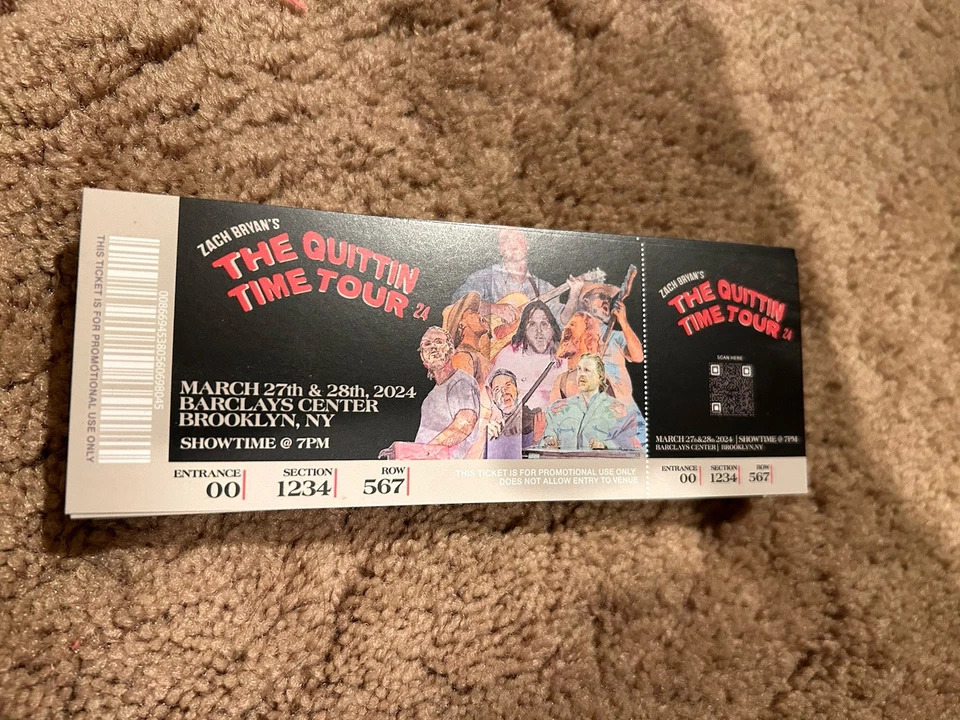 THIS TICKET IS FOR PROMOTIONAL USE ONLY
ZACH BRYAN'S
THE QUITTIN
TIME TOUR '24
MARCH 27th & 28th, 2024
BARCLAYS CENTER
BROOKLYN, NY
SHOWTIME @ 7PM
ENTRANCE
00
SECTION
1234
ROW
567
THIS TICKET IS FOR PROMOTIONAL USE ONLY
DOES NOT ALLOW ENTRY TO VENUE
ZACH BRYAN'S
THE QUITTIN
TIME TOUR '24
SCAN HERE
MARCH 27th&28th 2024 | SHOWTIME @ 7PM
BARCLAYS CENTER | BROOKLYN,NY
ENTRANCE
00
SECTION
1234
ROW
567